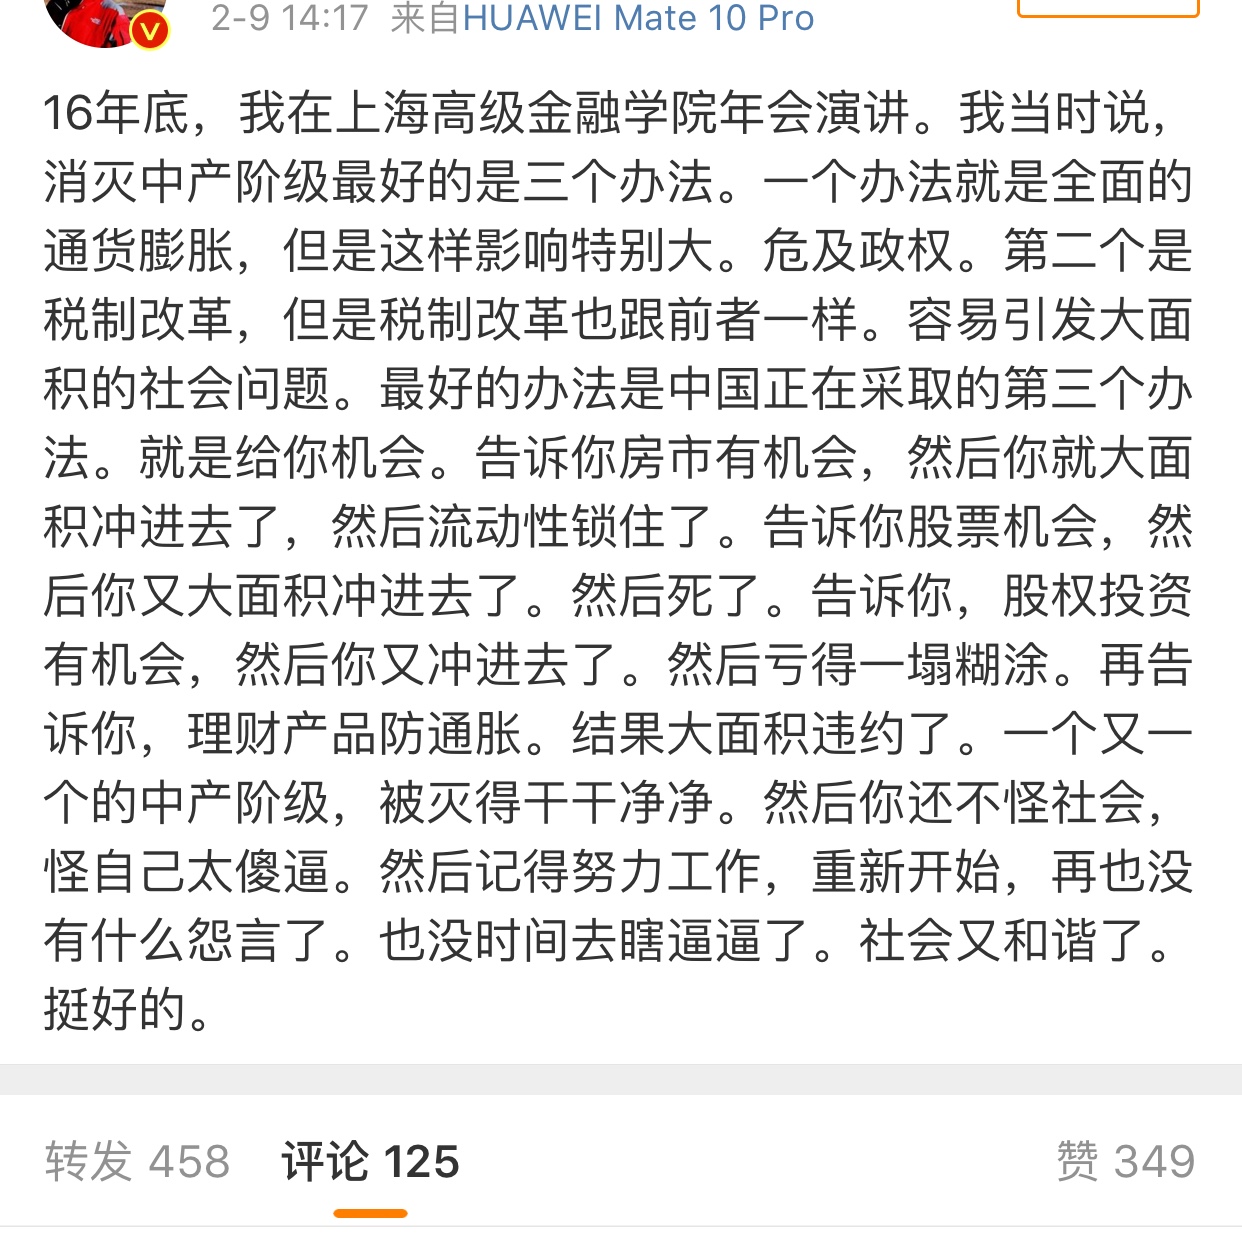 2-9 14:17 来自HUAWEI Mate 10 Pro
16年底，我在上海高级金融学院年会演讲。我当时说，
消灭中产阶级最好的是三个办法。一个办法就是全面的
通货膨胀，但是这样影响特别大。危及政权。第二个是
税制改革，但是税制改革也跟前者一样。容易引发大面
积的社会问题。最好的办法是中国正在采取的第三个办
法。就是给你机会。告诉你房市有机会，然后你就大面
积冲进去了，然后流动性锁住了。告诉你股票机会，然
后你又大面积冲进去了。然后死了。告诉你，股权投资
有机会，然后你又冲进去了。然后亏得一塌糊涂。再告
诉你，理财产品防通胀。结果大面积违约了。一个又一
个的中产阶级，被灭得干干净净。然后你还不怪社会，
怪自己太傻逼。然后记得努力工作，重新开始，再也没
有什么怨言了。也没时间去瞎逼逼了。社会又和谐了。
挺好的。
转发 458 评论 125 赞 349